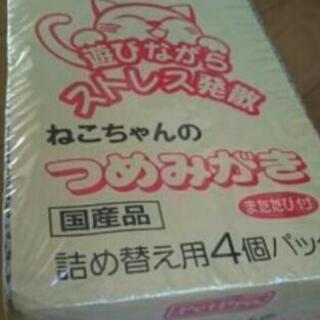 遊びながら
ストレス発散
ねこちゃんの
つめみがき
またたび付
国産品
詰め替え用4個パック
PetPro